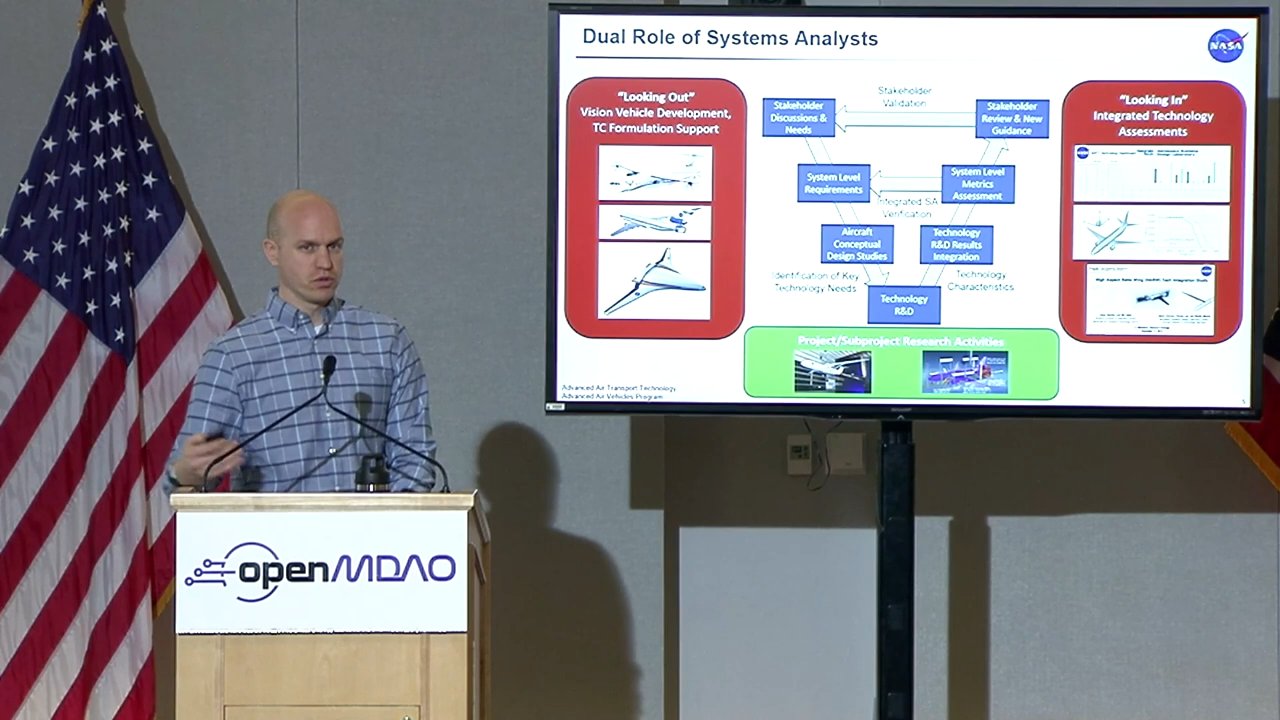 Dual Role of Systems Analysts
NASA
"Looking Out"
Vision Vehicle Development,
TC Formulation Support
Stakeholder
Discussions &
Needs
Stakeholder
Validation
Stakeholder
Review & New
Guidance
System Level
Requirements
System Level
Metrics
Assessment
Integrated SA
Verification
Aircraft
Conceptual
Design Studies
Technology
R&D Results
Integration
Identification of Key
Technology Needs
Technology
Characteristics
Technology
R&D
"Looking In"
Integrated Technology
Assessments
Project/Subproject Research Activities
Advanced Air Transport Technology
Advanced Air Vehicles Program
openMDAO